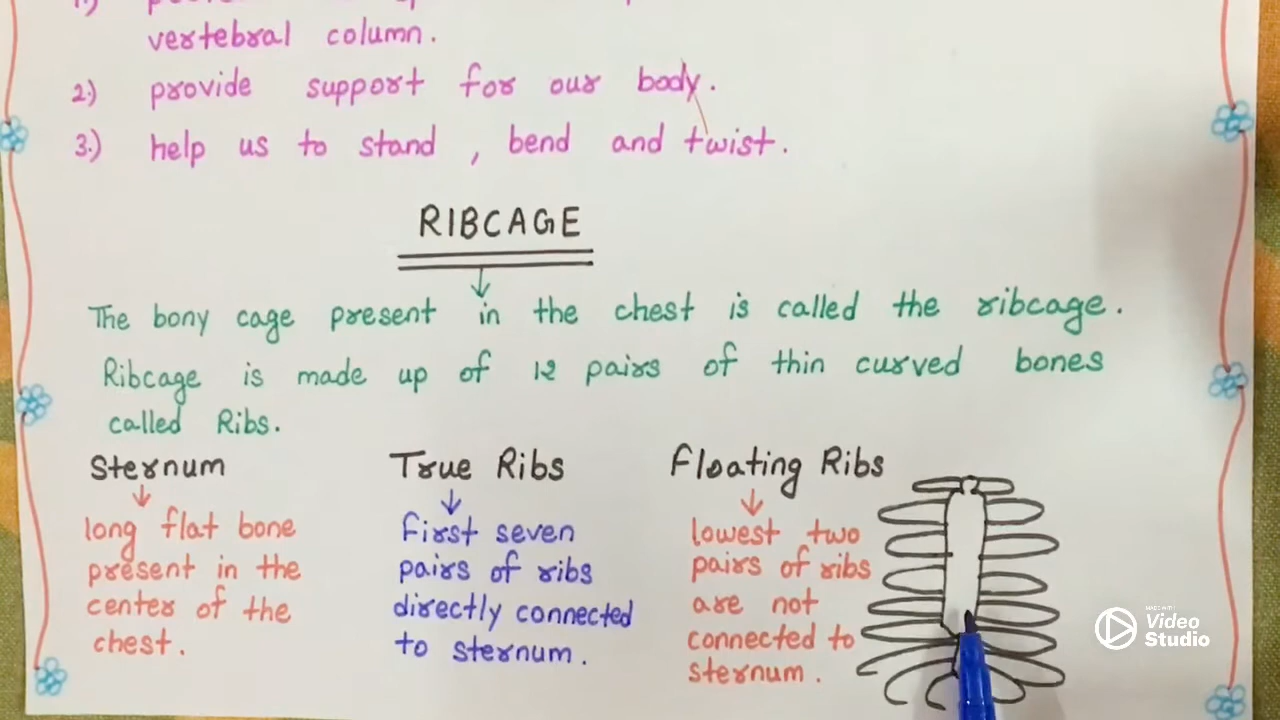 vertebral column.
2.) provide support for our body.
3.) help us to stand, bend and twist.
RIBCAGE
The bony cage present in the chest is called the ribcage.
Ribcage is made up of 12 pairs of thin curved bones
called Ribs.
Sternum
long flat bone
present in the
center of the
chest.
True Ribs
First seven
pairs of ribs
directly connected
to sternum.
Floating Ribs
lowest two
pairs of ribs
are not
connected to
sternum.
MADE WITH
Video
Studio